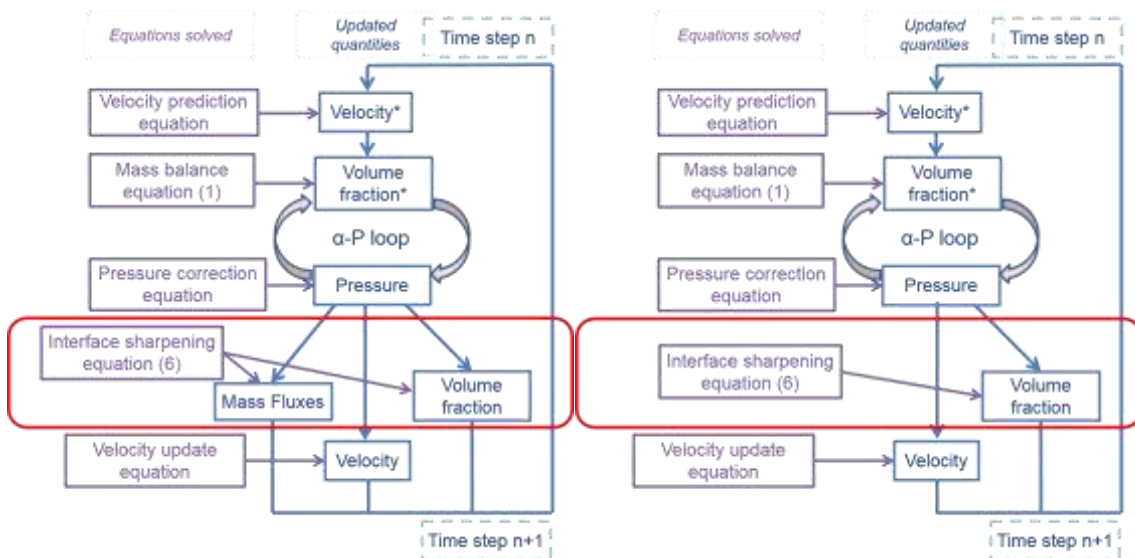 Equations solved
Updated
quantities
Time step n
Velocity prediction
equation
Velocity*
Mass balance
equation (1)
Volume
fraction*
α-P loop
Pressure correction
equation
Pressure
Interface sharpening
equation (6)
Mass Fluxes
Volume
fraction
Velocity update
equation
Velocity
Time step n+1
Equations solved
Updated
quantities
Time step n
Velocity prediction
equation
Velocity*
Mass balance
equation (1)
Volume
fraction*
α-P loop
Pressure correction
equation
Pressure
Interface sharpening
equation (6)
Volume
fraction
Velocity update
equation
Velocity
Time step n+1